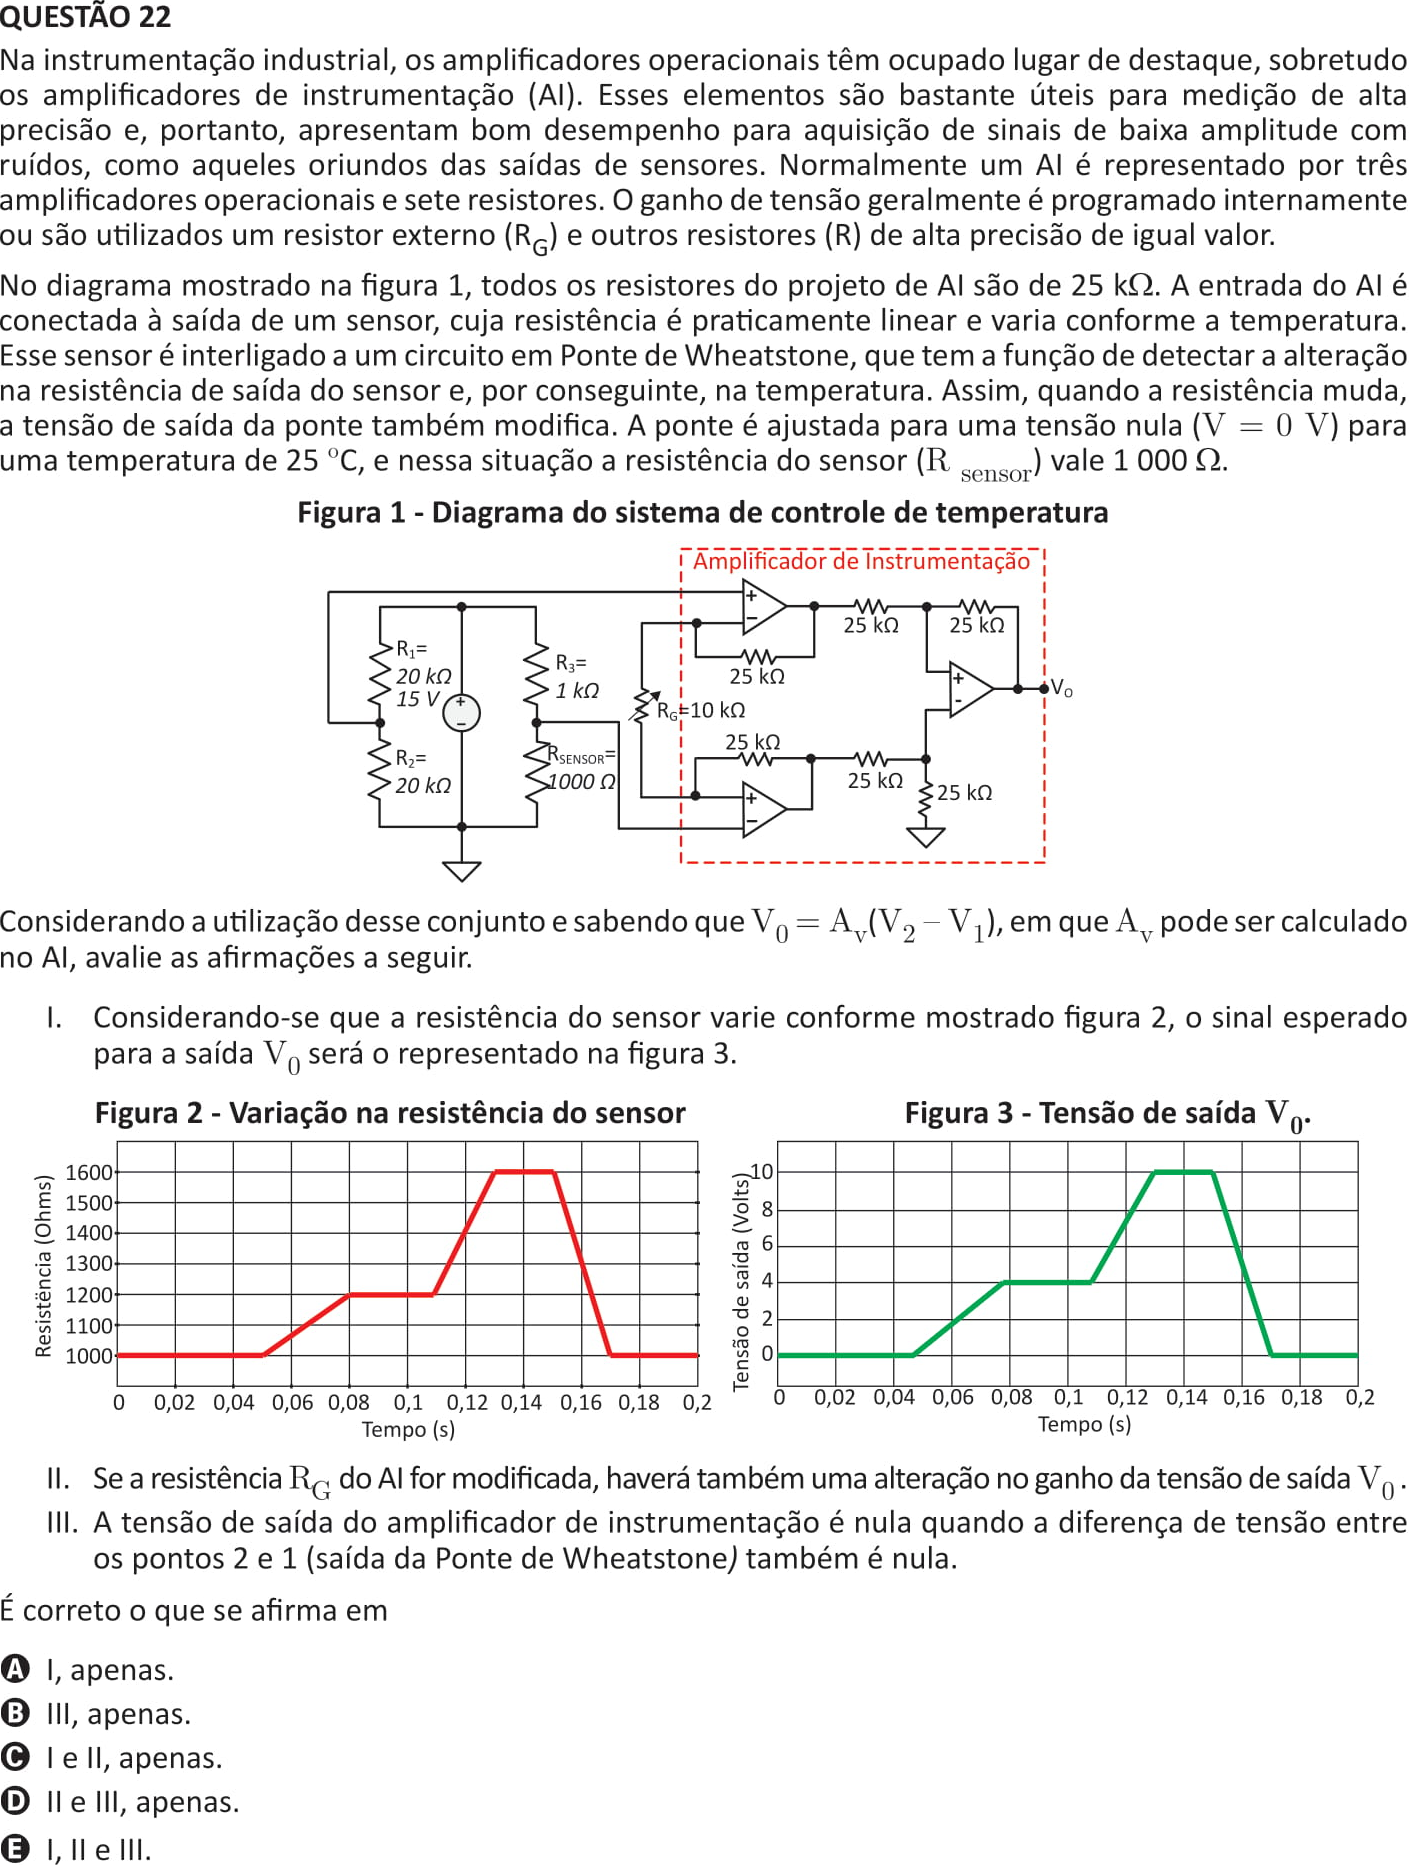 QUESTÃO 22
Na instrumentação industrial, os amplificadores operacionais têm ocupado lugar de destaque, sobretudo
os amplificadores de instrumentação (AI). Esses elementos são bastante úteis para medição de alta
precisão e, portanto, apresentam bom desempenho para aquisição de sinais de baixa amplitude com
ruídos, como aqueles oriundos das saídas de sensores. Normalmente um AI é representado por três
amplificadores operacionais e sete resistores. O ganho de tensão geralmente é programado internamente
ou são utilizados um resistor externo (R_G) e outros resistores (R) de alta precisão de igual valor.
No diagrama mostrado na figura 1, todos os resistores do projeto de AI são de 25 kΩ. A entrada do AI é
conectada à saída de um sensor, cuja resistência é praticamente linear e varia conforme a temperatura.
Esse sensor é interligado a um circuito em Ponte de Wheatstone, que tem a função de detectar a alteração
na resistência de saída do sensor e, por conseguinte, na temperatura. Assim, quando a resistência muda,
a tensão de saída da ponte também modifica. A ponte é ajustada para uma tensão nula (V = 0 V) para
uma temperatura de 25 °C, e nessa situação a resistência do sensor (R sensor) vale 1 000 Ω.
Figura 1 - Diagrama do sistema de controle de temperatura
Amplificador de Instrumentação
+
−
25 kΩ
25 kΩ
25 kΩ
R₁=
20 kΩ
15 V
+
−
R₃=
1 kΩ
R_G=10 kΩ
+
-
V_O
R₂=
20 kΩ
R_SENSOR=
1000 Ω
25 kΩ
25 kΩ
+
−
25 kΩ
Considerando a utilização desse conjunto e sabendo que V₀ = A_v(V₂ – V₁), em que A_v pode ser calculado
no AI, avalie as afirmações a seguir.
I. Considerando-se que a resistência do sensor varie conforme mostrado figura 2, o sinal esperado
para a saída V₀ será o representado na figura 3.
Figura 2 - Variação na resistência do sensor
Resistência (Ohms)
1600
1500
1400
1300
1200
1100
1000
0 0,02 0,04 0,06 0,08 0,1 0,12 0,14 0,16 0,18 0,2
Tempo (s)
Figura 3 - Tensão de saída V₀.
Tensão de saída (Volts)
10
8
6
4
2
0
0 0,02 0,04 0,06 0,08 0,1 0,12 0,14 0,16 0,18 0,2
Tempo (s)
II. Se a resistência R_G do AI for modificada, haverá também uma alteração no ganho da tensão de saída V₀ .
III. A tensão de saída do amplificador de instrumentação é nula quando a diferença de tensão entre
os pontos 2 e 1 (saída da Ponte de Wheatstone) também é nula.
É correto o que se afirma em
A I, apenas.
B III, apenas.
C I e II, apenas.
D II e III, apenas.
E I, II e III.